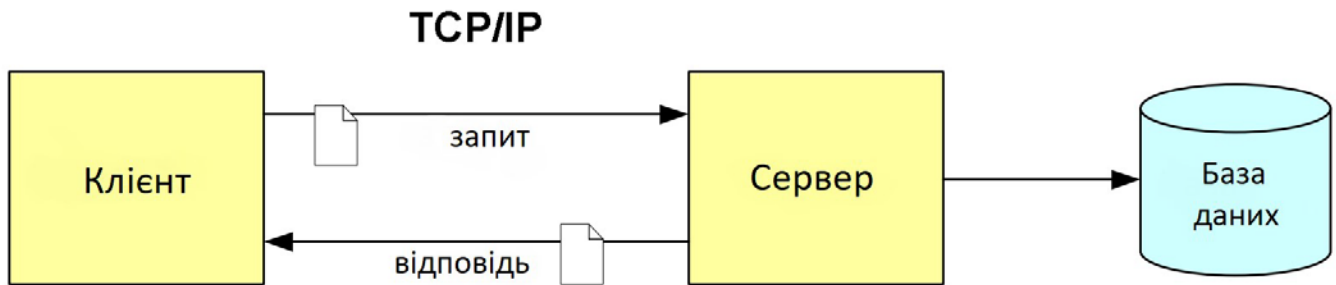 TCP/IP
запит
Клієнт
Сервер
База
даних
відповідь